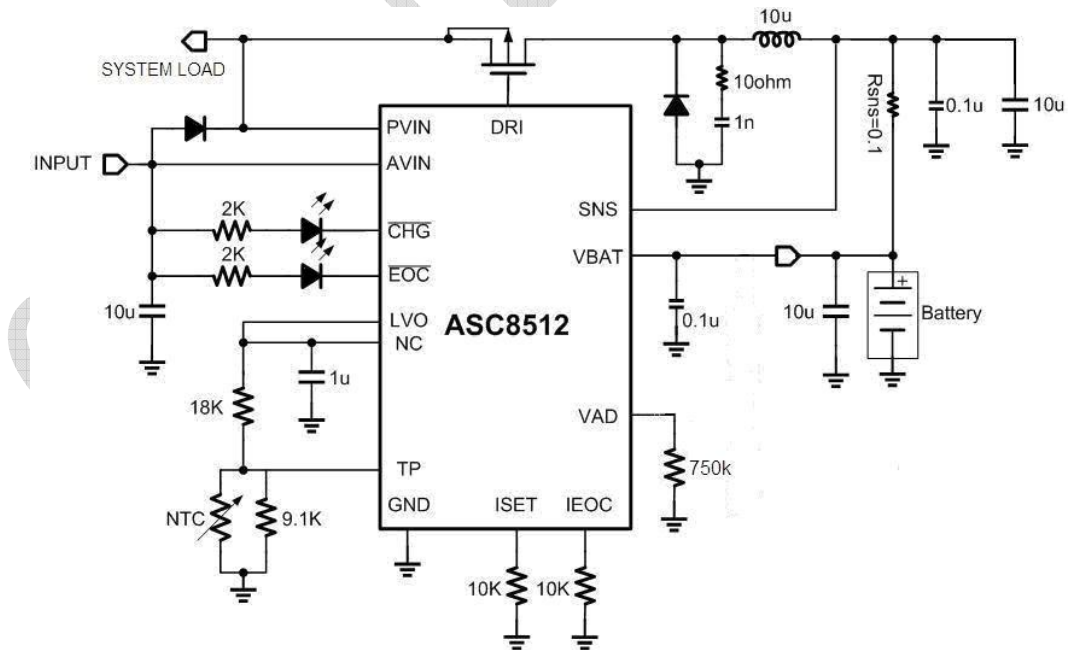 10u
SYSTEM LOAD
10ohm
Rsns=0.1
0.1u
10u
PVIN
DRI
1n
INPUT
AVIN
2K
CHG
SNS
2K
EOC
VBAT
10u
LVO
ASC8512
0.1u
10u
+
Battery
NC
1u
18K
VAD
TP
750k
NTC
9.1K
GND
ISET
IEOC
10K
10K